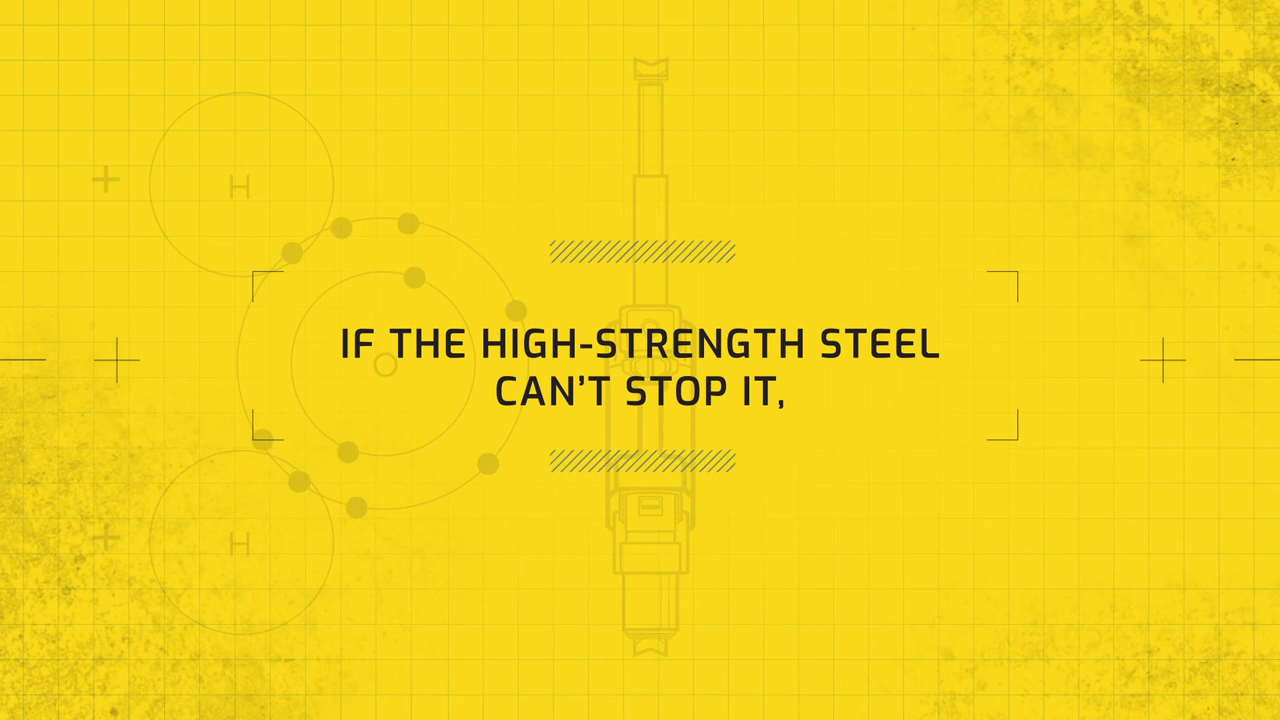 H
IF THE HIGH-STRENGTH STEEL
CAN’T STOP IT,
H